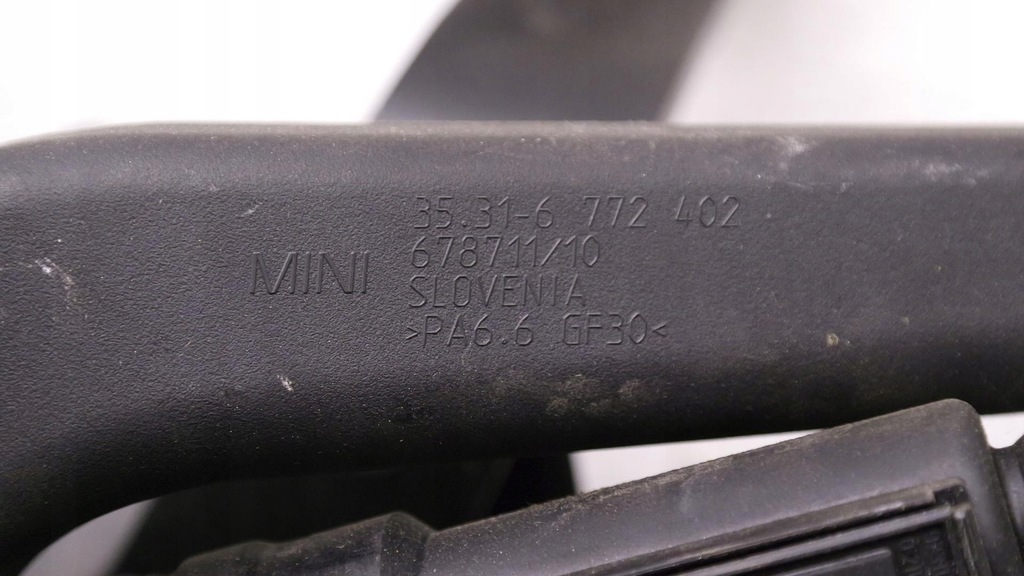 35.31-6 772 402
678711/10
MINI
SLOVENIA
>PA6.6 GF30<